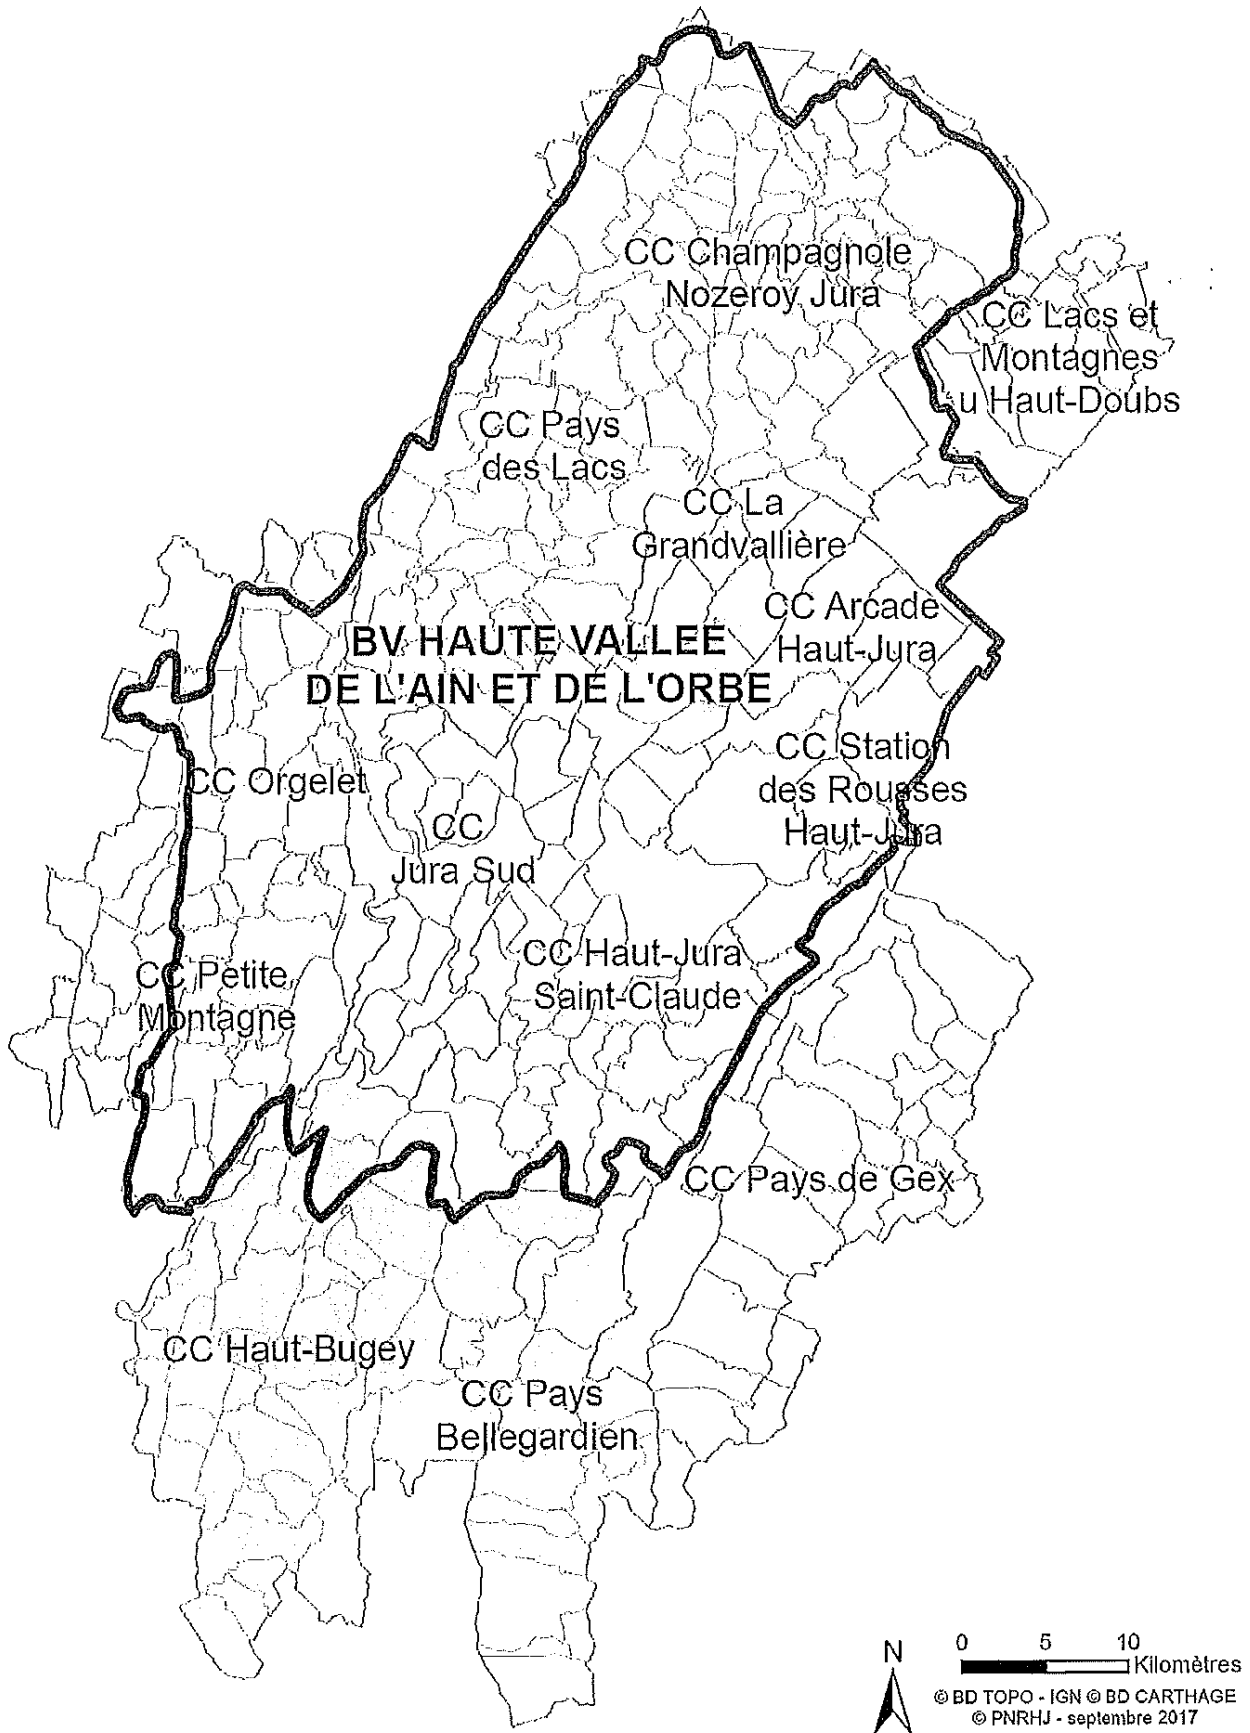 CC Champagnole
Nozeroy Jura
CC Lacs et
Montagnes
u Haut-Doubs
CC Pays
des Lacs
CC La
Grandvallière
CC Arcade
Haut-Jura
BV HAUTE VALLEE
DE L'AIN ET DE L'ORBE
CC Station
des Rousses
Haut-Jura
CC Orgelet
CC
Jura Sud
CC Haut-Jura
Saint-Claude
CC Petite
Montagne
CC Pays de Gex
CC Haut-Bugey
CC Pays
Bellegardien
N
0 5 10
Kilomètres
© BD TOPO - IGN © BD CARTHAGE
© PNRHJ - septembre 2017